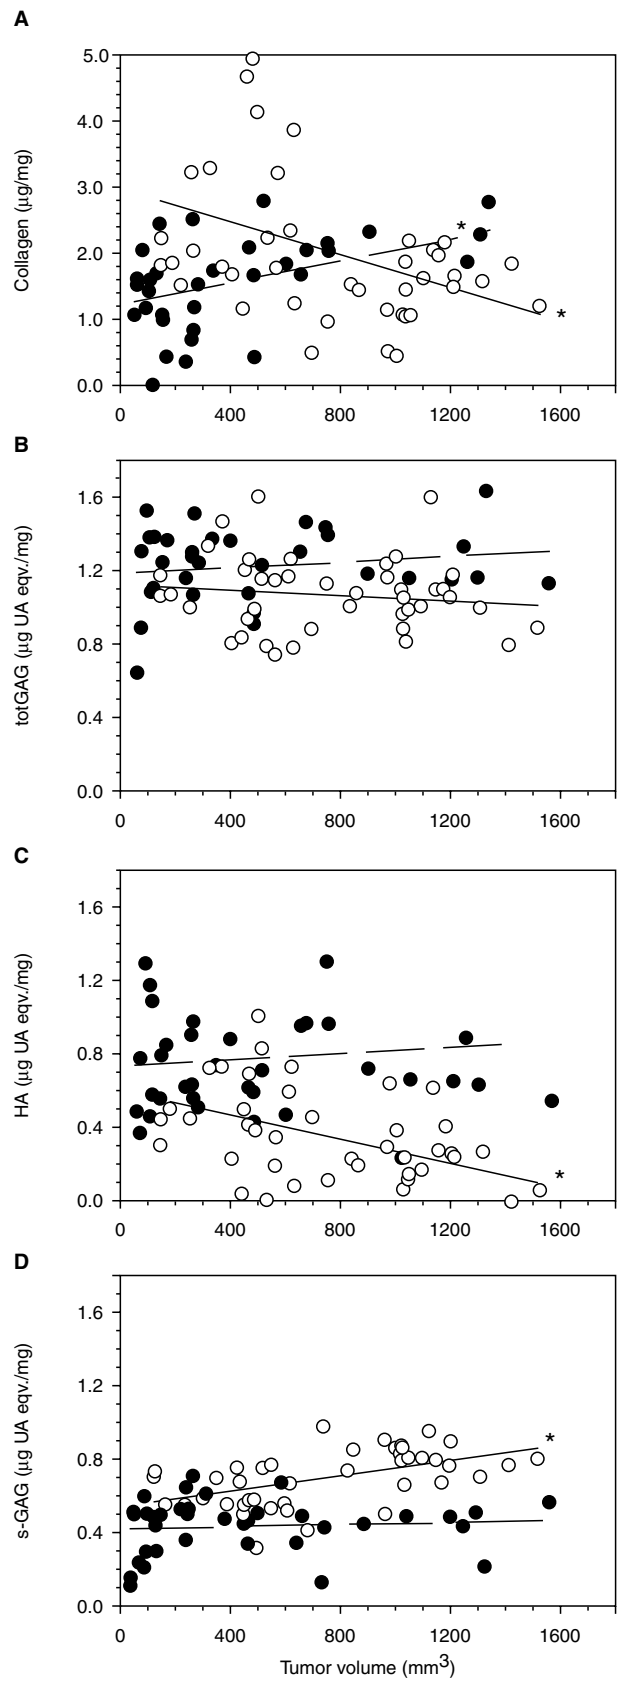 A
Collagen (μg/mg)
5.0
4.0
3.0
2.0
1.0
0.0
*
*
0 400 800 1200 1600
B
totGAG (μg UA eqv./mg)
1.6
1.2
0.8
0.4
0.0
0 400 800 1200 1600
C
HA (μg UA eqv./mg)
1.6
1.2
0.8
0.4
0.0
*
0 400 800 1200 1600
D
s-GAG (μg UA eqv./mg)
1.6
1.2
0.8
0.4
0.0
*
0 400 800 1200 1600
Tumor volume (mm3)